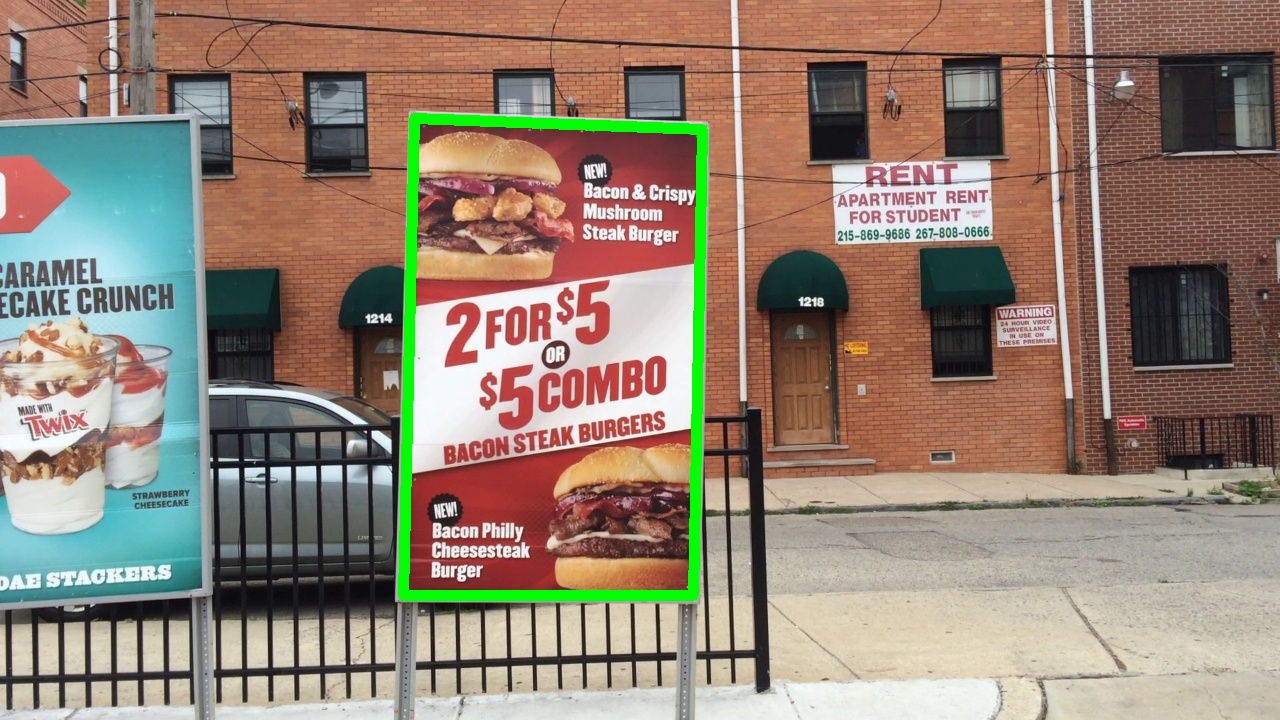 CARAMEL
ECAKE CRUNCH
MADE WITH
TWIX
STRAWBERRY
CHEESECAKE
DAE STACKERS
NEW!
Bacon & Crispy
Mushroom
Steak Burger
2 FOR $5
OR
$5 COMBO
BACON STEAK BURGERS
NEW!
Bacon Philly
Cheesesteak
Burger
1214
RENT
APARTMENT RENT
FOR STUDENT
215-869-9686 267-808-0666
1218
WARNING
24 HOUR VIDEO
SURVEILLANCE
IN USE ON
THESE PREMISES